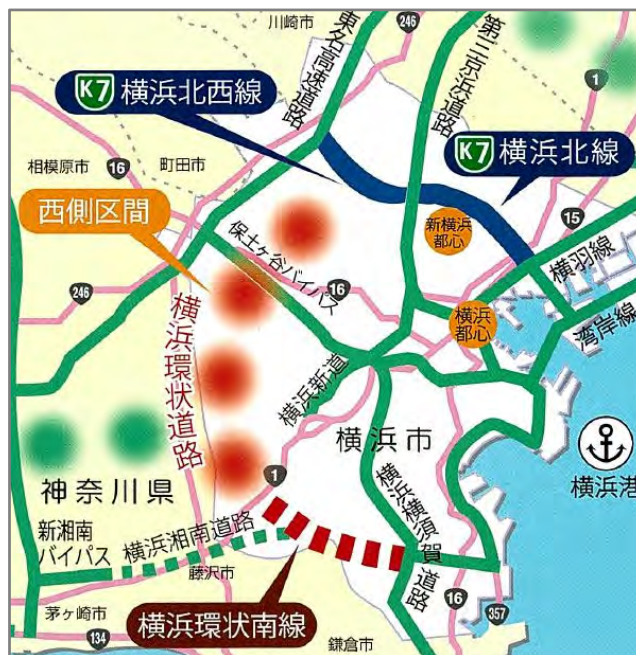 川崎市
246
東名高速道路
第三京浜道路
1
K7 横浜北西線
K7 横浜北線
相模原市
16
町田市
西側区間
新横浜
都心
15
保土ヶ谷バイパス
16
横羽線
246
横浜
都心
湾岸線
横浜環状道路
横浜新道
横浜市
横浜港
1
神奈川県
横浜横須賀道路
新湘南
バイパス
横浜湘南道路
藤沢市
16
357
茅ヶ崎市
横浜環状南線
134
鎌倉市